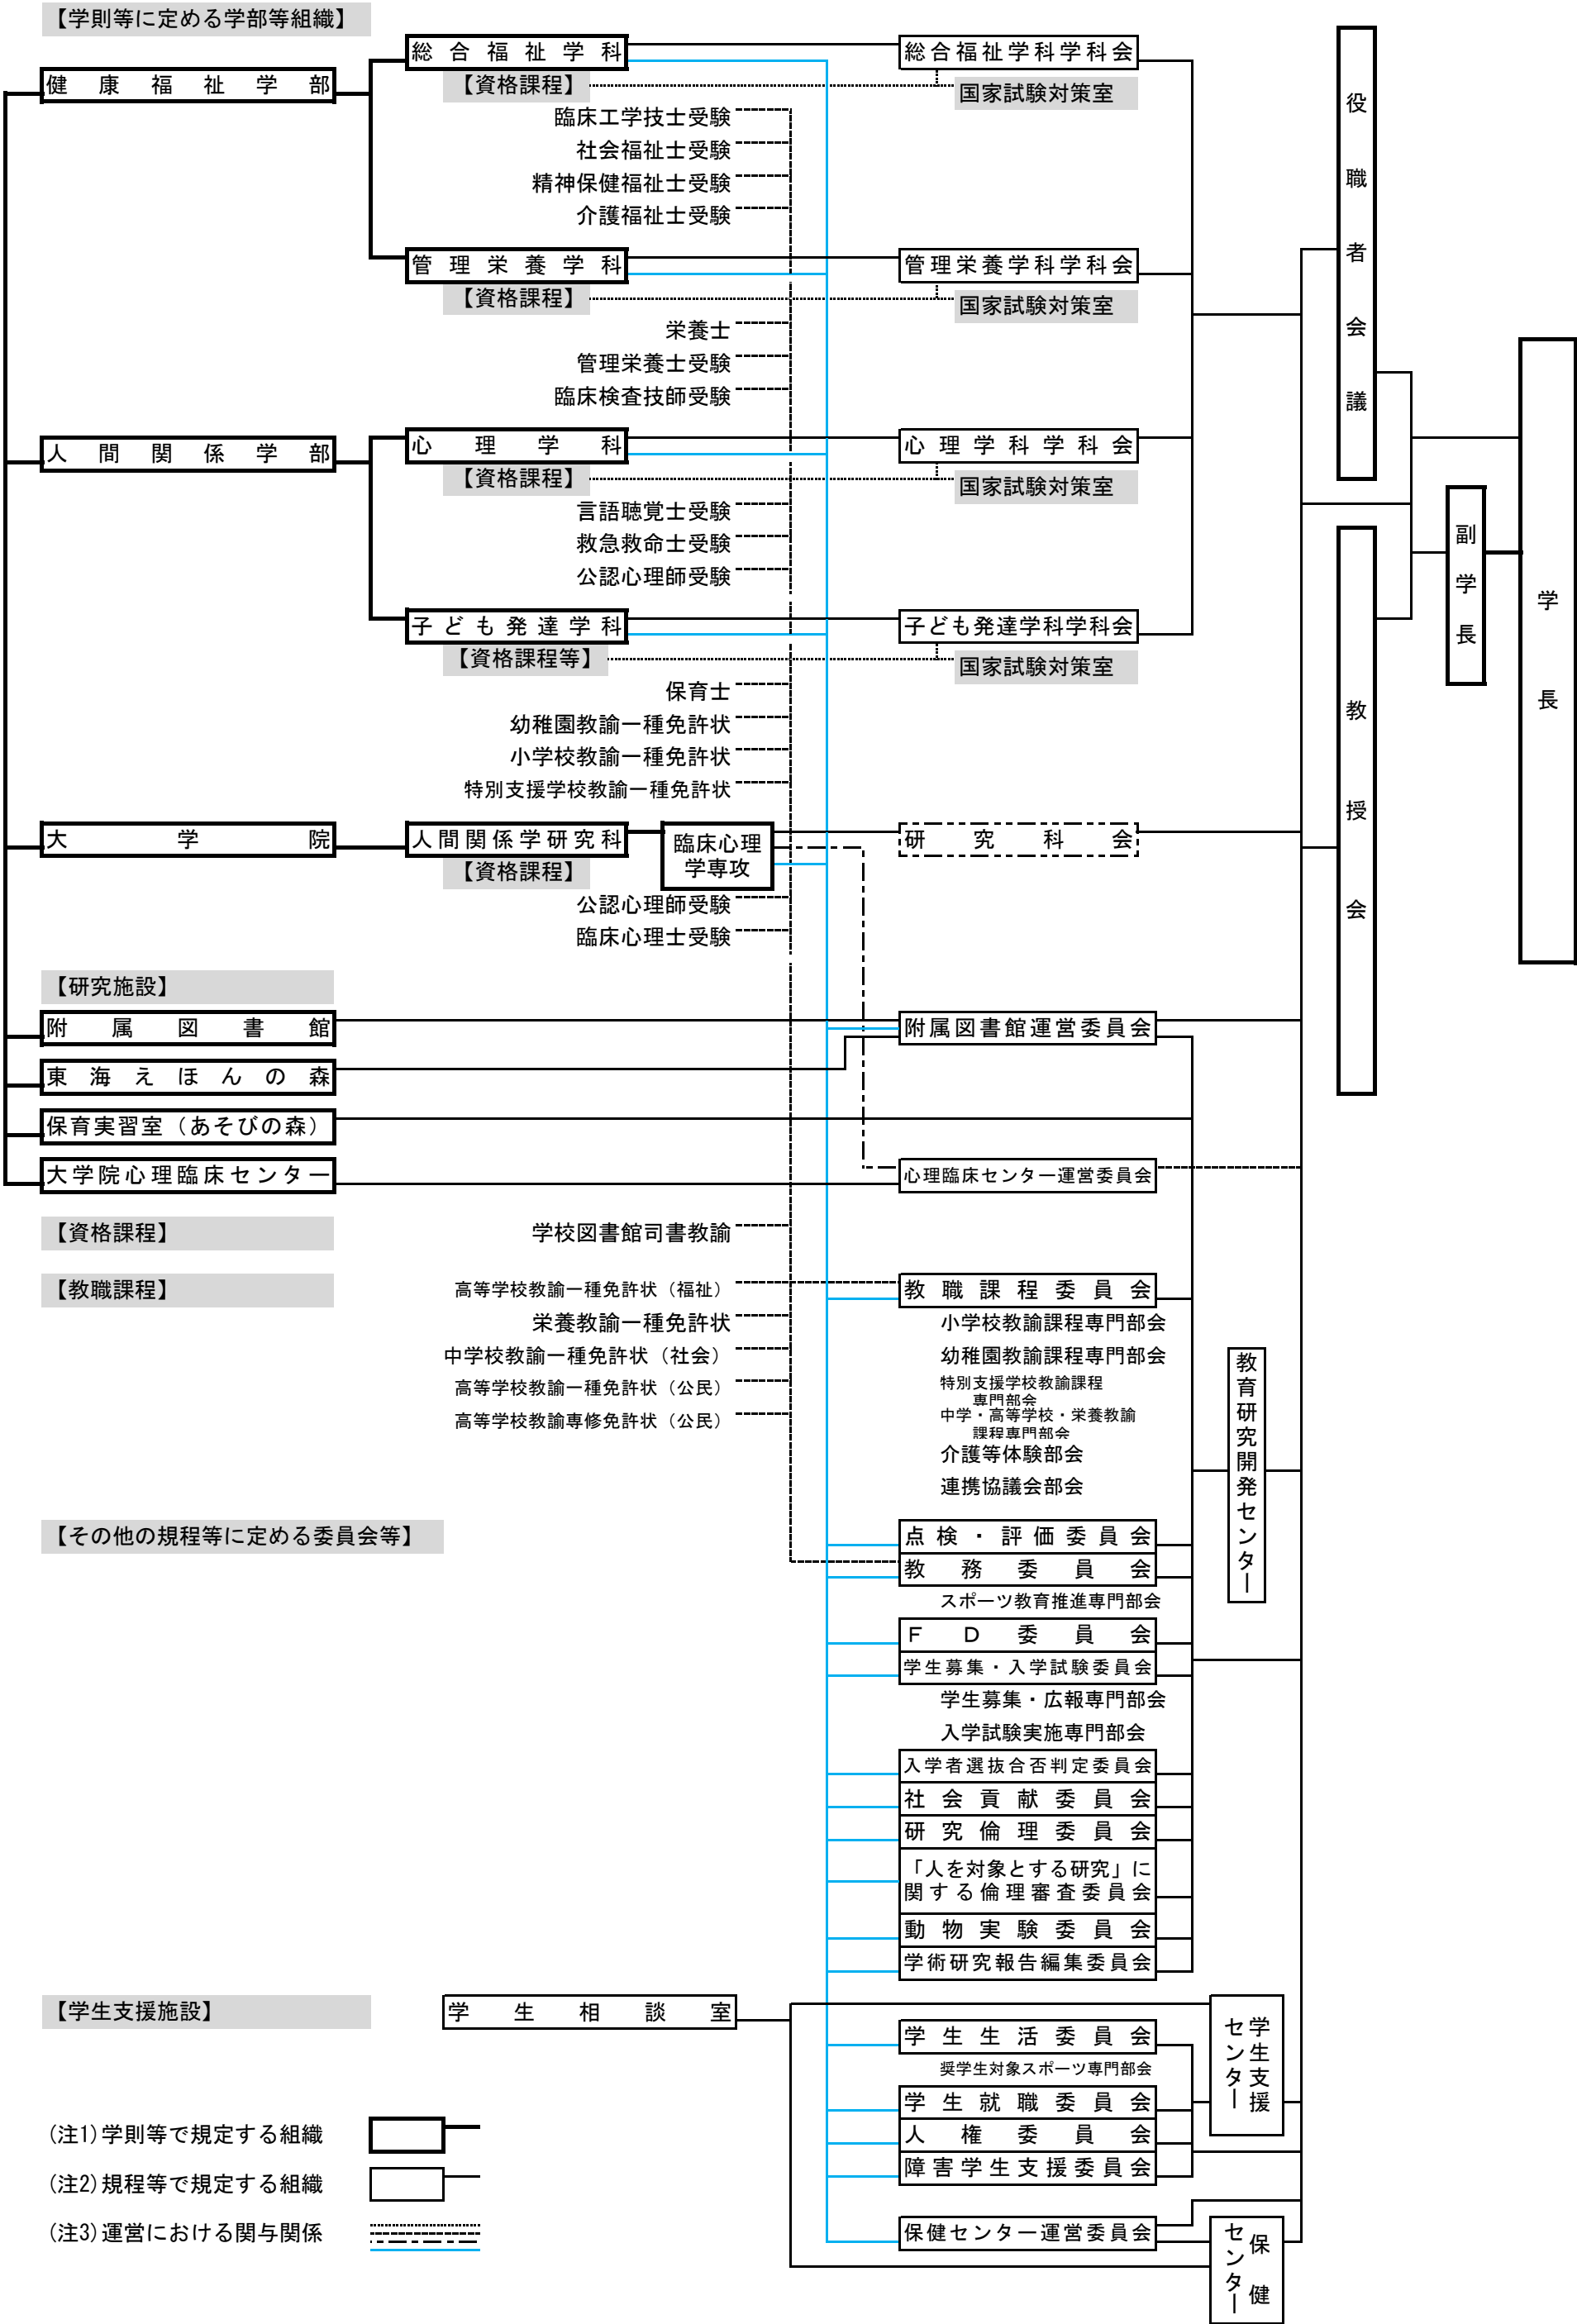 【学則等に定める学部等組織】
健康福祉学部
総合福祉学科
【資格課程】
臨床工学技士受験
社会福祉士受験
精神保健福祉士受験
介護福祉士受験
総合福祉学科学科会
国家試験対策室
管理栄養学科
【資格課程】
栄養士
管理栄養士受験
臨床検査技師受験
管理栄養学科学科会
国家試験対策室
人間関係学部
心理学科
【資格課程】
言語聴覚士受験
救急救命士受験
公認心理師受験
心理学科学科会
国家試験対策室
子ども発達学科
【資格課程等】
保育士
幼稚園教諭一種免許状
小学校教諭一種免許状
特別支援学校教諭一種免許状
子ども発達学科学科会
国家試験対策室
大学院
人間関係学研究科
【資格課程】
臨床心理
学専攻
公認心理師受験
臨床心理士受験
研究科会
【研究施設】
附属図書館
東海えほんの森
保育実習室（あそびの森）
大学院心理臨床センター
附属図書館運営委員会
心理臨床センター運営委員会
【資格課程】
学校図書館司書教諭
【教職課程】
高等学校教諭一種免許状（福祉）
栄養教諭一種免許状
中学校教諭一種免許状（社会）
高等学校教諭一種免許状（公民）
高等学校教諭専修免許状（公民）
教職課程委員会
小学校教諭課程専門部会
幼稚園教諭課程専門部会
特別支援学校教諭課程
専門部会
中学・高等学校・栄養教諭
課程専門部会
介護等体験部会
連携協議会部会
【その他の規程等に定める委員会等】
点検・評価委員会
教務委員会
スポーツ教育推進専門部会
ＦＤ委員会
学生募集・入学試験委員会
学生募集・広報専門部会
入学試験実施専門部会
入学者選抜合否判定委員会
社会貢献委員会
研究倫理委員会
「人を対象とする研究」に
関する倫理審査委員会
動物実験委員会
学術研究報告編集委員会
教育研究開発センター
【学生支援施設】
学生相談室
学生生活委員会
奨学生対象スポーツ専門部会
学生就職委員会
人権委員会
障害学生支援委員会
保健センター運営委員会
学生支援
センター
保健
センター
役職者会議
教授会
副学長
学長
(注1)学則等で規定する組織
(注2)規程等で規定する組織
(注3)運営における関与関係